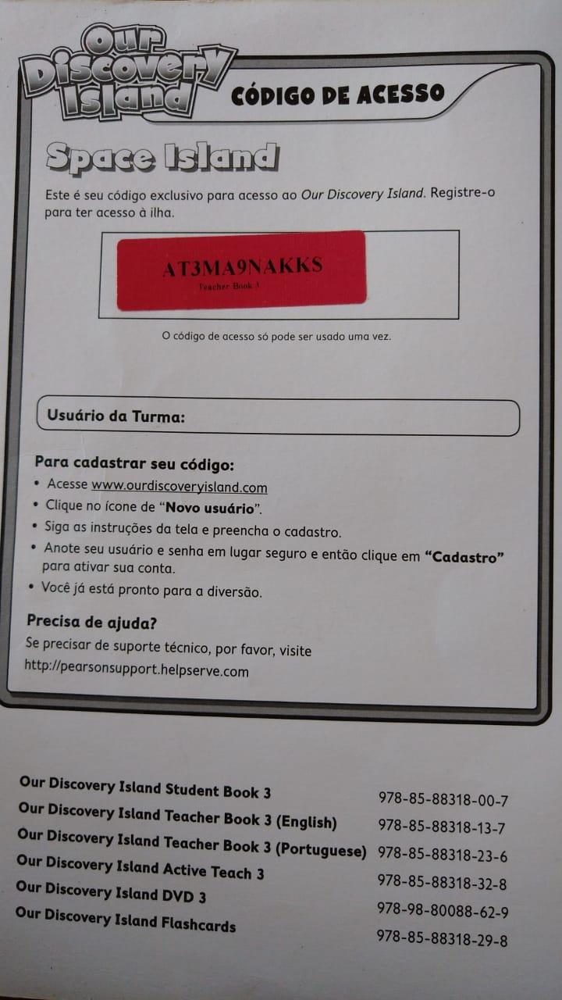 Our
Discovery
Island
CÓDIGO DE ACESSO
Space Island
Este é seu código exclusivo para acesso ao Our Discovery Island. Registre-o
para ter acesso à ilha.
AT3MA9NAKKS
Teacher Book 3
O código de acesso só pode ser usado uma vez.
Usuário da Turma:
Para cadastrar seu código:
• Acesse www.ourdiscoveryisland.com
• Clique no ícone de “Novo usuário”.
• Siga as instruções da tela e preencha o cadastro.
• Anote seu usuário e senha em lugar seguro e então clique em “Cadastro”
para ativar sua conta.
• Você já está pronto para a diversão.
Precisa de ajuda?
Se precisar de suporte técnico, por favor, visite
http://pearsonsupport.helpserve.com
Our Discovery Island Student Book 3 978-85-88318-00-7
Our Discovery Island Teacher Book 3 (English) 978-85-88318-13-7
Our Discovery Island Teacher Book 3 (Portuguese) 978-85-88318-23-6
Our Discovery Island Active Teach 3 978-85-88318-32-8
Our Discovery Island DVD 3 978-98-80088-62-9
Our Discovery Island Flashcards 978-85-88318-29-8